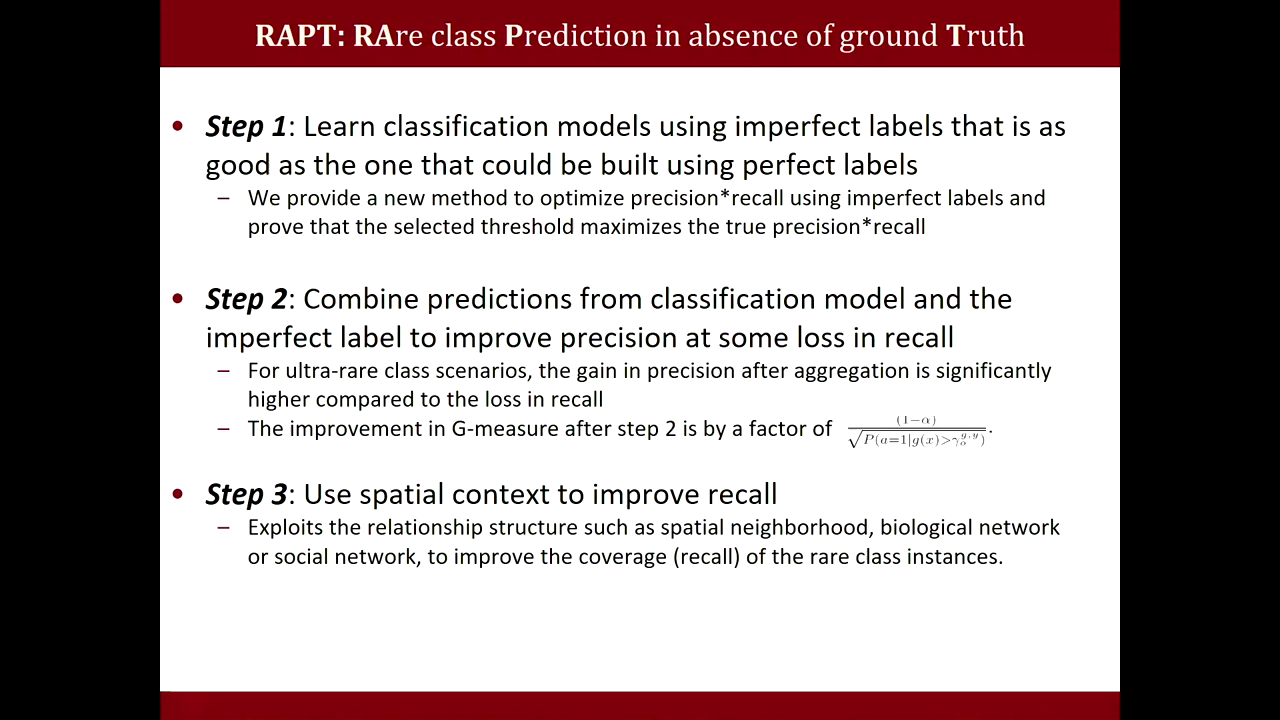 RAPT: RAre class Prediction in absence of ground Truth
• Step 1: Learn classification models using imperfect labels that is as
good as the one that could be built using perfect labels
– We provide a new method to optimize precision*recall using imperfect labels and
prove that the selected threshold maximizes the true precision*recall
• Step 2: Combine predictions from classification model and the
imperfect label to improve precision at some loss in recall
– For ultra-rare class scenarios, the gain in precision after aggregation is significantly
higher compared to the loss in recall
– The improvement in G-measure after step 2 is by a factor of (1−α) / √P(a=1|g(x)>γ_α^{g,y}).
• Step 3: Use spatial context to improve recall
– Exploits the relationship structure such as spatial neighborhood, biological network
or social network, to improve the coverage (recall) of the rare class instances.